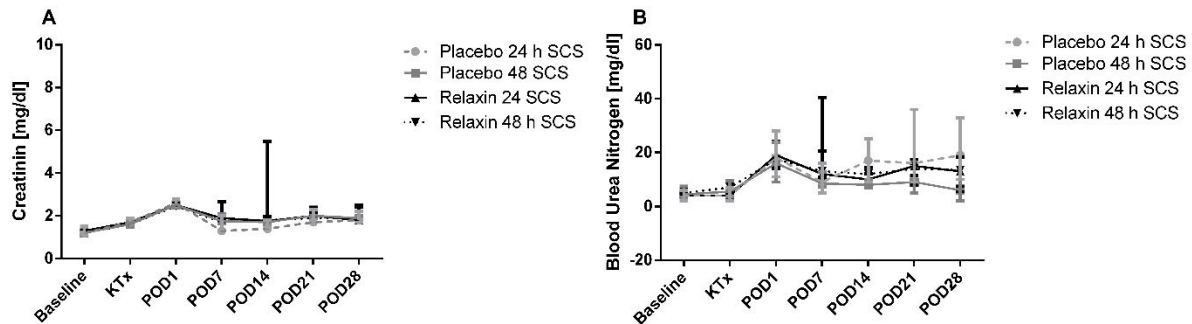 A
Creatinin [mg/dl]
10
8
6
4
2
0
Baseline
KTx
POD1
POD7
POD14
POD21
POD28
Placebo 24 h SCS
Placebo 48 SCS
Relaxin 24 SCS
Relaxin 48 h SCS
B
Blood Urea Nitrogen [mg/dl]
60
40
20
0
-20
Baseline
KTx
POD1
POD7
POD14
POD21
POD28
Placebo 24 h SCS
Placebo 48 h SCS
Relaxin 24 h SCS
Relaxin 48 h SCS